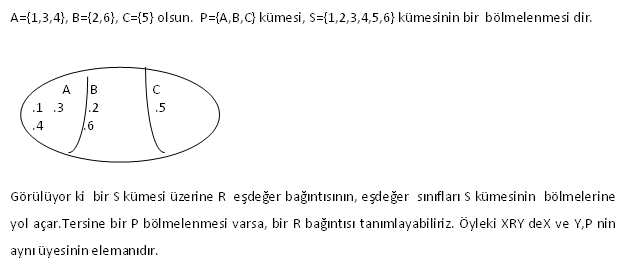 A={1,3,4}, B={2,6}, C={5} olsun. P={A,B,C} kümesi, S={1,2,3,4,5,6} kümesinin bir bölmelenmesi dir.
A B C
.1 .3 .2 .5
.4 .6
Görülüyor ki bir S kümesi üzerine R eşdeğer bağıntısının, eşdeğer sınıfları S kümesinin bölmelerine
yol açar.Tersine bir P bölmelenmesi varsa, bir R bağıntısı tanımlayabiliriz. Öyleki XRY deX ve Y,P nin
aynı üyesinin elemanıdır.